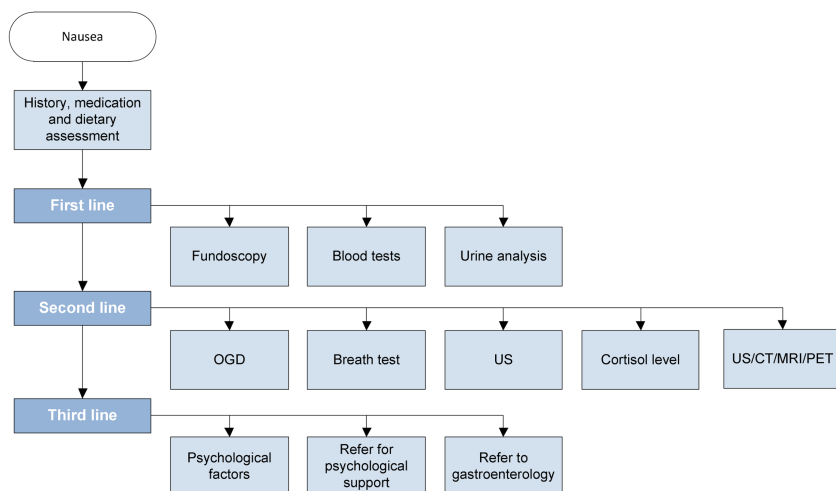 Nausea
History, medication
and dietary
assessment
First line
Fundoscopy
Blood tests
Urine analysis
Second line
OGD
Breath test
US
Cortisol level
US/CT/MRI/PET
Third line
Psychological
factors
Refer for
psychological
support
Refer to
gastroenterology